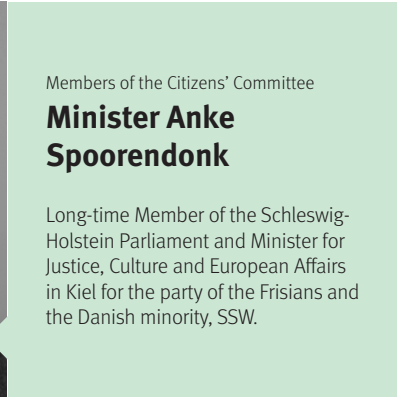 Members of the Citizens’ Committee
Minister Anke
Spoorendonk
Long-time Member of the Schleswig-
Holstein Parliament and Minister for
Justice, Culture and European Affairs
in Kiel for the party of the Frisians and
the Danish minority, SSW.